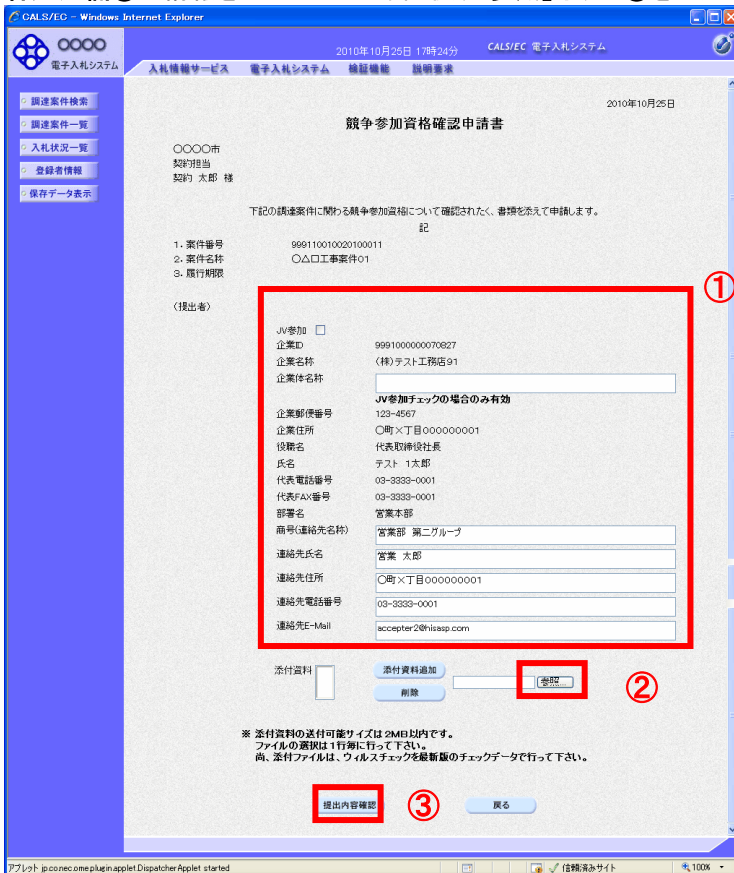 CALS/EC - Windows Internet Explorer
○○○○
電子入札システム
2010年10月25日 17時24分
CALS/EC 電子入札システム
入札情報サービス 電子入札システム 検証機能 説明要求
調達案件検索
調達案件一覧
入札状況一覧
登録者情報
保存データ表示
2010年10月25日
競争参加資格確認申請書
○○○○市
契約担当
契約 太郎 様
下記の調達案件に関わる競争参加資格について確認されたく、書類を添えて申請します。
記
1. 案件番号 999110010020100011
2. 案件名称 ○△口工事案件01
3. 履行期限
①
(提出者)
JV参加
企業ID 9991000000070827
企業名称 (株)テスト工務店91
企業体名称
JV参加チェックの場合のみ有効
企業郵便番号 123-4567
企業住所 ○町×丁目000000001
役職名 代表取締役社長
氏名 テスト 1太郎
代表電話番号 03-3333-0001
代表FAX番号 03-3333-0001
部署名 営業本部
商号(連絡先名称) 営業部 第二グループ
連絡先氏名 営業 太郎
連絡先住所 ○町×丁目000000001
連絡先電話番号 03-3333-0001
連絡先E-Mail accepter2@hisasp.com
添付資料 添付資料追加 参照...
削除
②
※ 添付資料の送付可能サイズは2MB以内です。
ファイルの選択は1行毎に行って下さい。
尚、添付ファイルは、ウィルスチェックを最新版のチェックデータで行って下さい。
提出内容確認 ③ 戻る
アプレット jp.co.nec.ome.plugin.applet.DispatcherApplet started
信頼済みサイト 100%